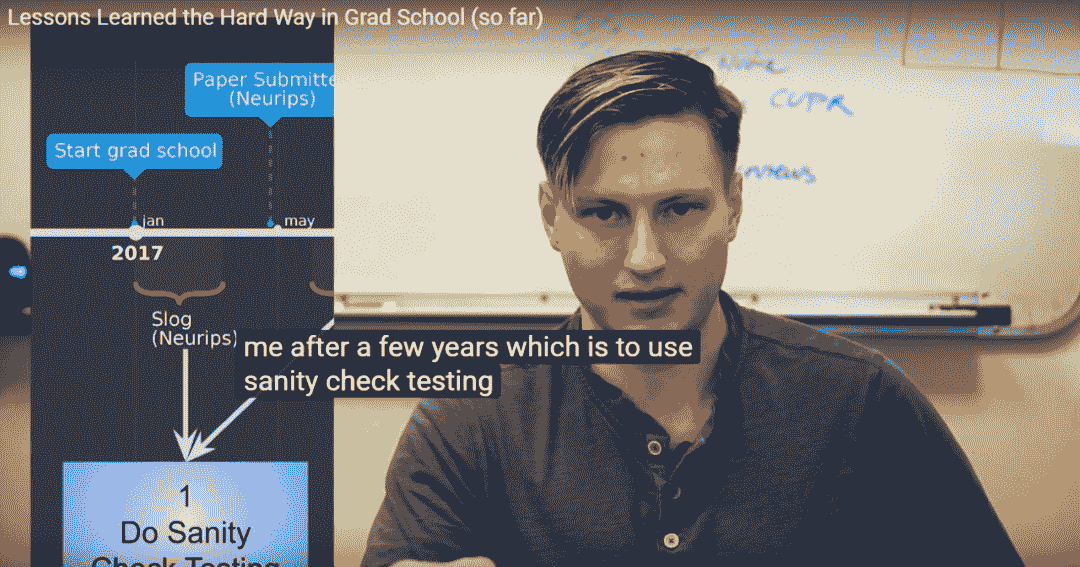 Lessons Learned the Hard Way in Grad School (so far)
Paper Submitte
(Neurips)
Start grad school
jan
may
2017
Slog
(Neurips)
me after a few years which is to use
sanity check testing
1
Do Sanity
Check Testing
CVPR